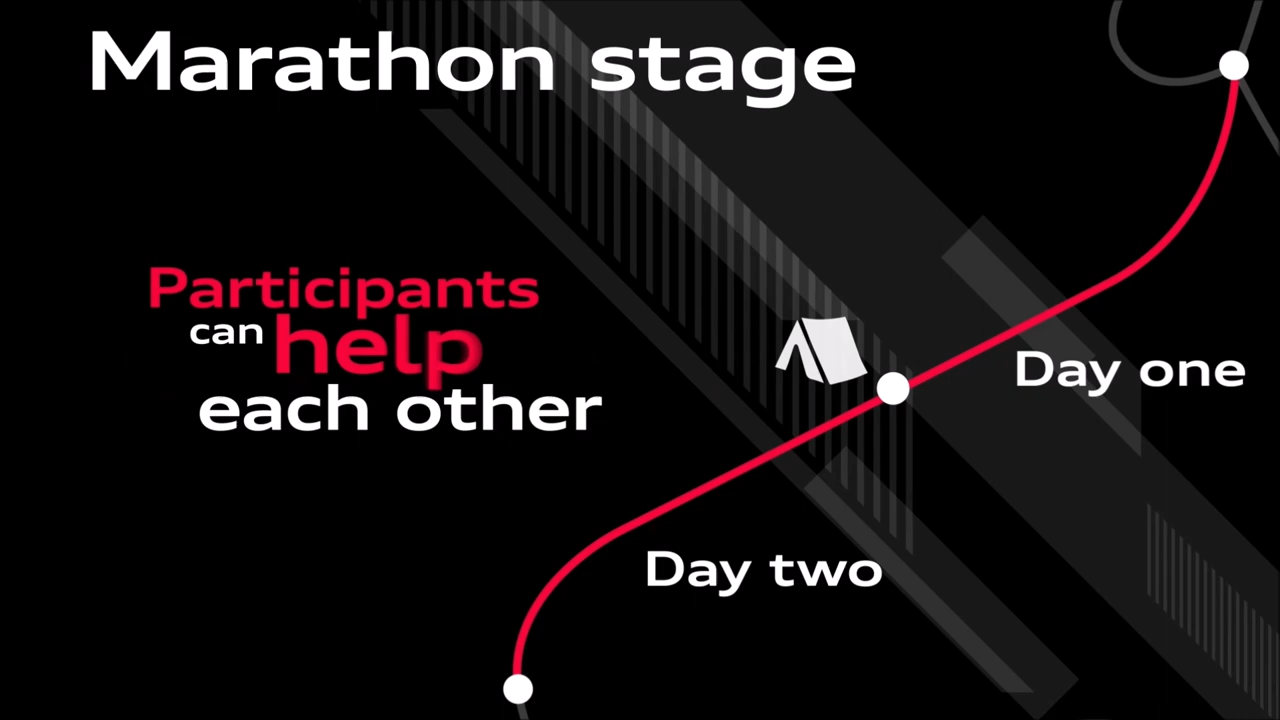 Marathon stage
Participants
can help
each other
Day one
Day two